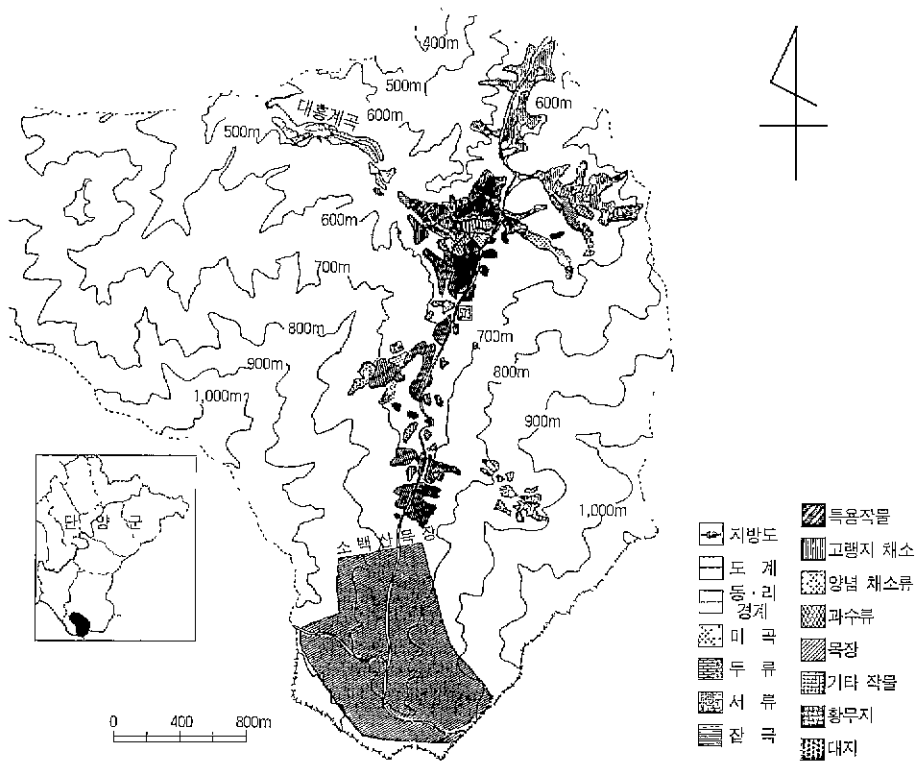 400m
500m
600m
600m
대흥계곡
500m
600m
700m
700m
800m
800m
900m
900m
1,000m
1,000m
단양군
소백산목장
0 400 800m
지방도
도 계
동·리
경계
미 곡
두 류
서 류
잡 곡
특용작물
고랭지 채소
양념 채소류
과수류
목장
기타 작물
황무지
대지